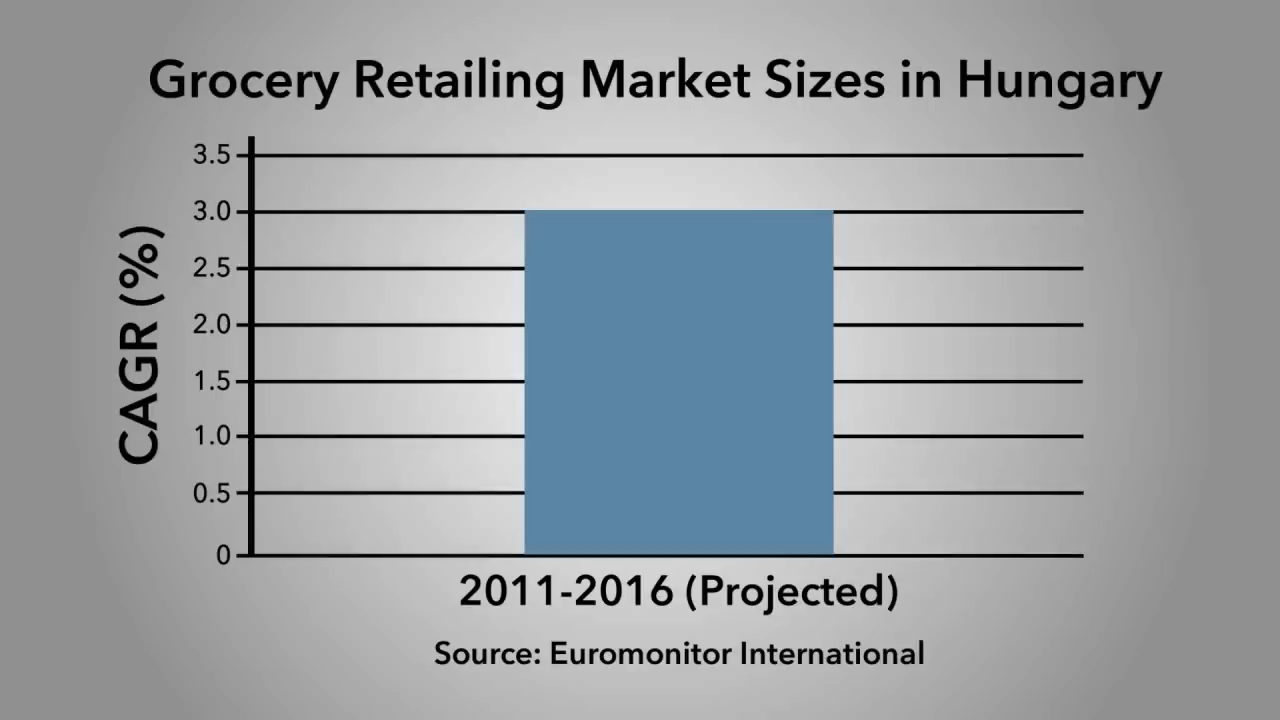 Grocery Retailing Market Sizes in Hungary
CAGR (%)
3.5
3.0
2.5
2.0
1.5
1.0
0.5
0
2011-2016 (Projected)
Source: Euromonitor International